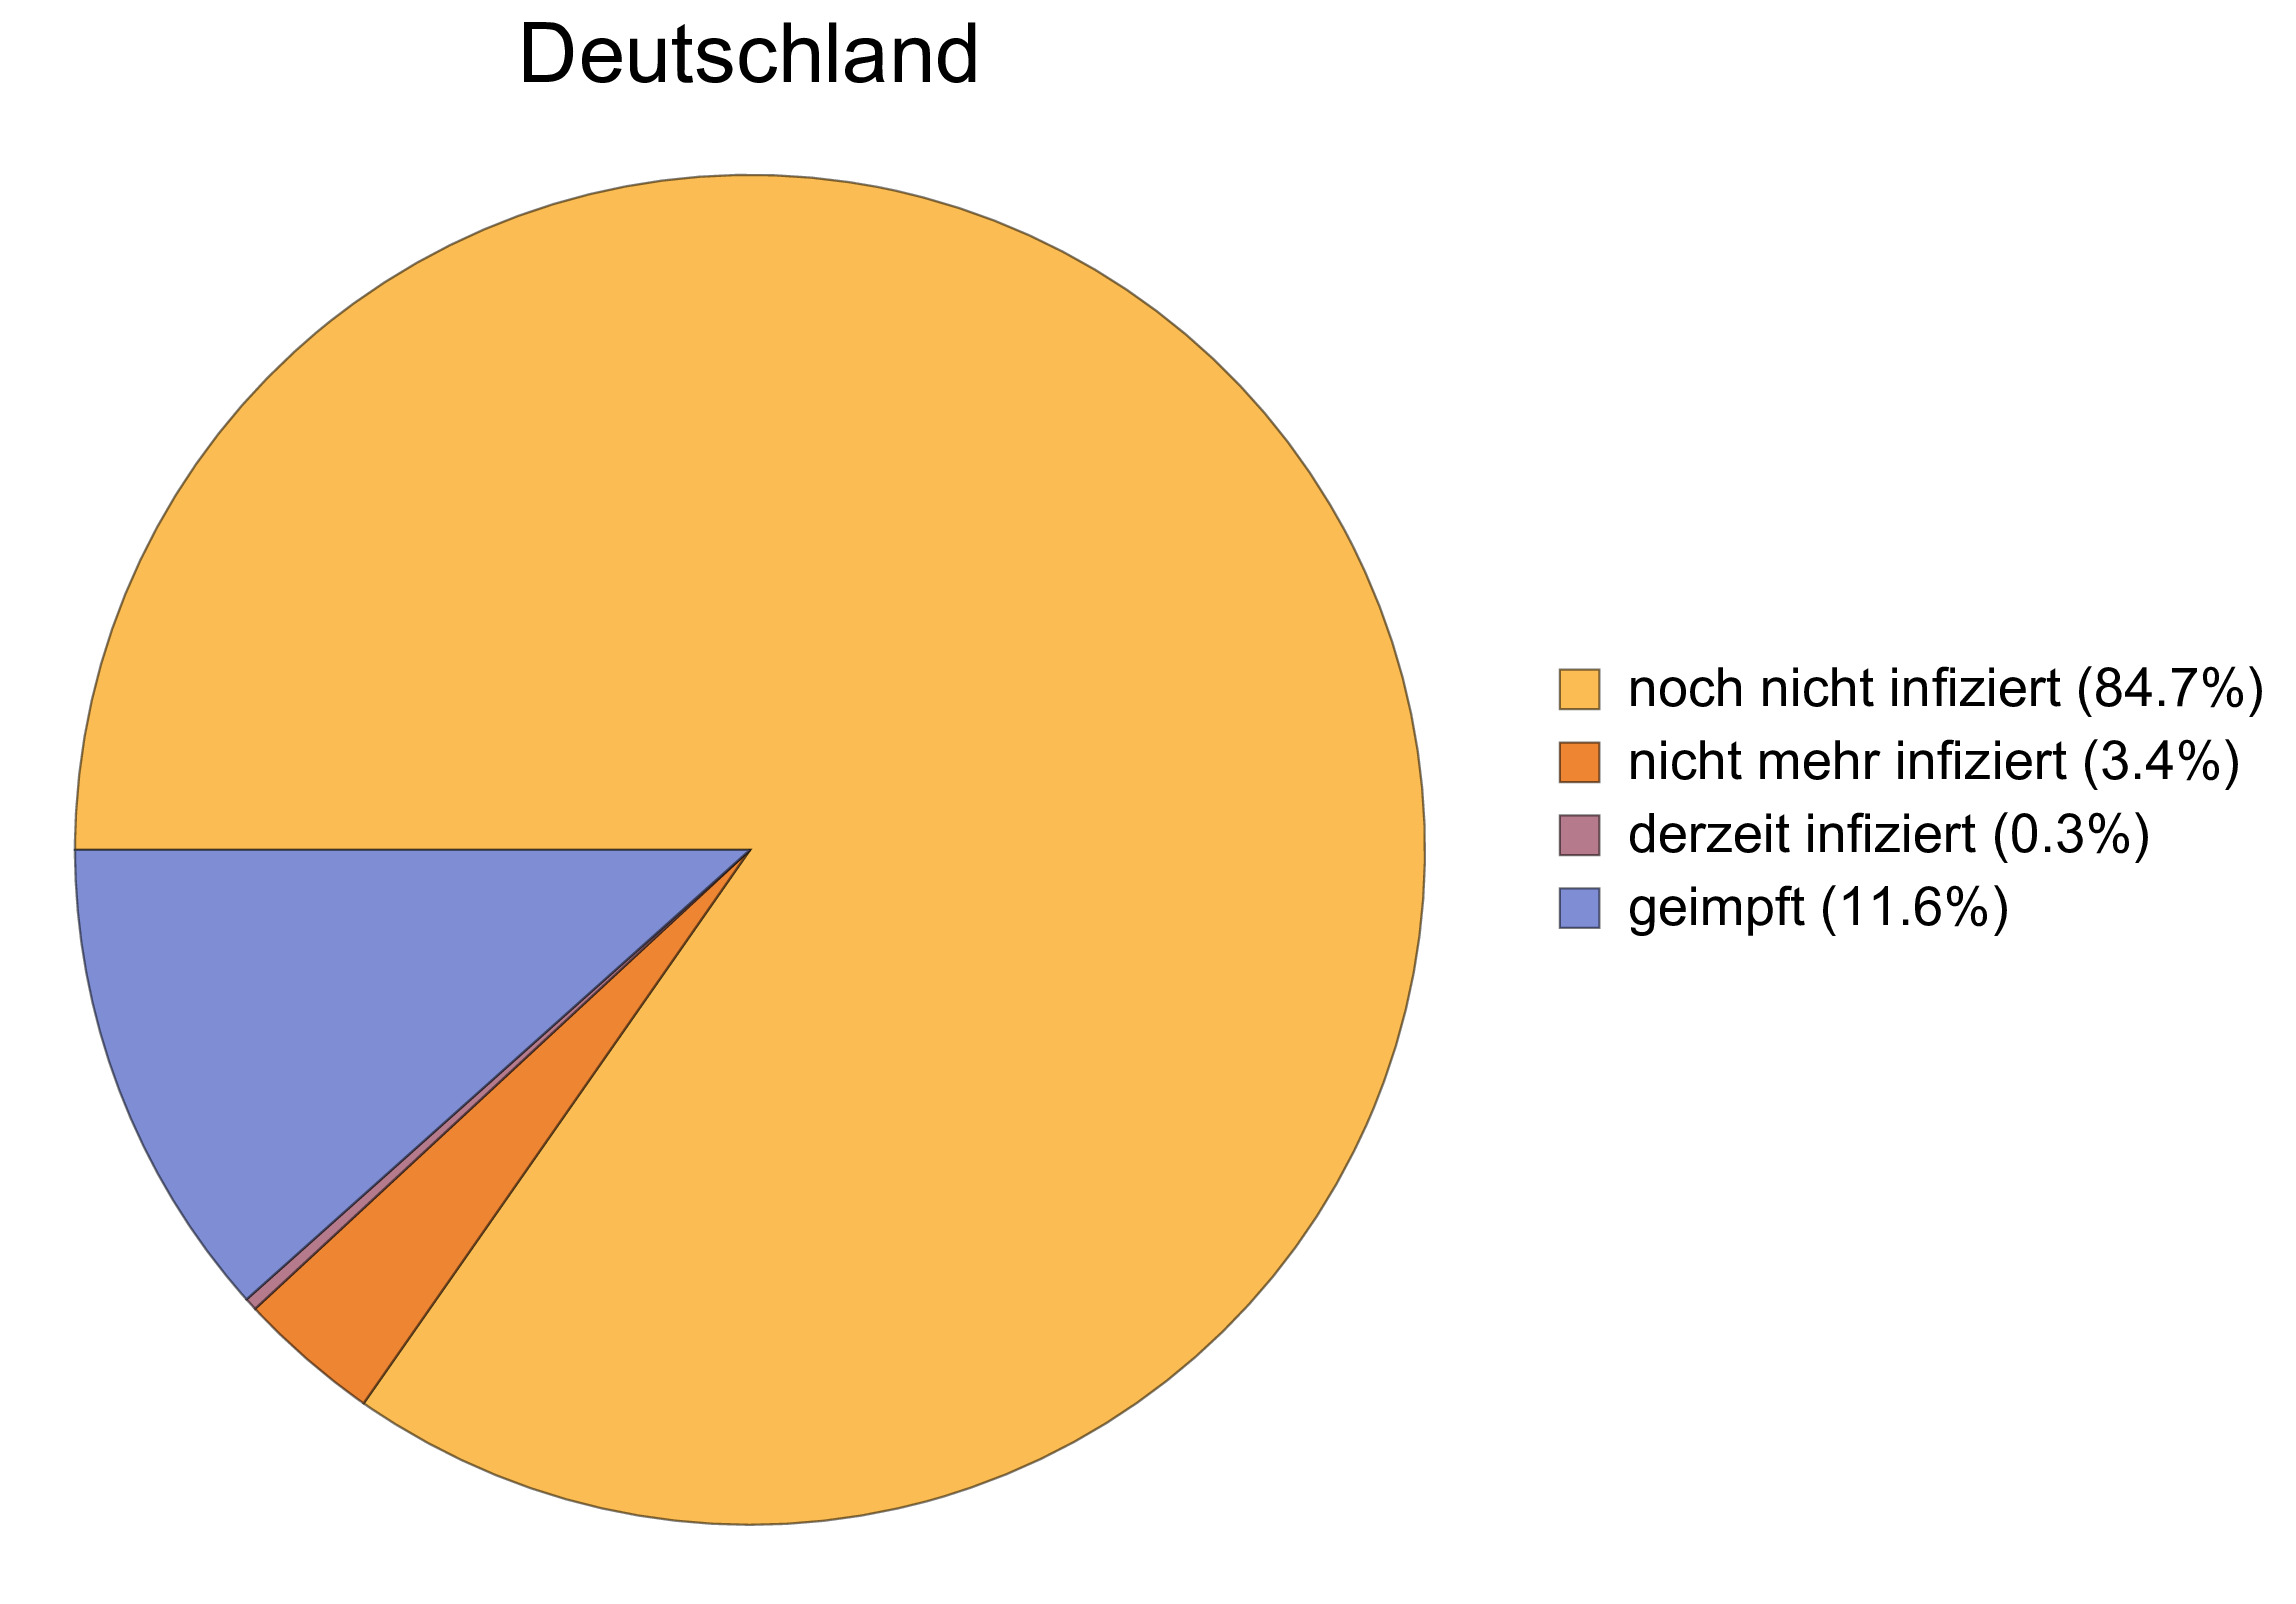 Deutschland
noch nicht infiziert (84.7%)
nicht mehr infiziert (3.4%)
derzeit infiziert (0.3%)
geimpft (11.6%)